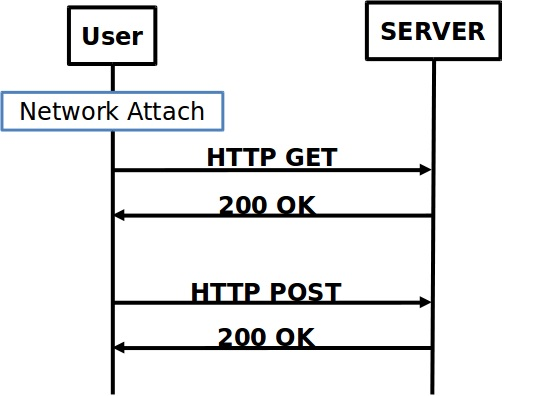 User
SERVER
Network Attach
HTTP GET
200 OK
HTTP POST
200 OK